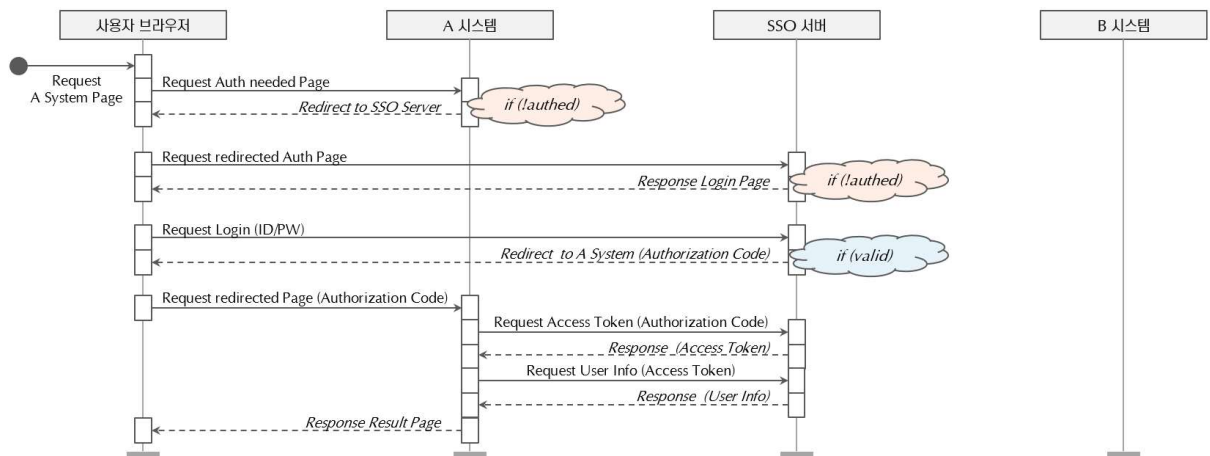 사용자 브라우저
A 시스템
SSO 서버
B 시스템
Request
A System Page
Request Auth needed Page
Redirect to SSO Server
if (!authed)
Request redirected Auth Page
Response Login Page
if (!authed)
Request Login (ID/PW)
Redirect to A System (Authorization Code)
if (valid)
Request redirected Page (Authorization Code)
Request Access Token (Authorization Code)
Response (Access Token)
Request User Info (Access Token)
Response (User Info)
Response Result Page